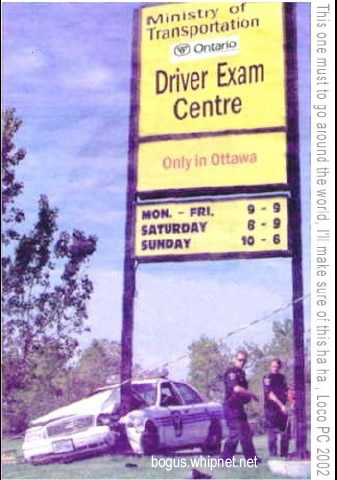 Ministry of
Transportation
Ontario
Driver Exam
Centre
Only in Ottawa
MON. - FRI. 9 - 9
SATURDAY 8 - 9
SUNDAY 10 - 6
bogus.whipnet.net
This one must to go around the world, I'll make sure of this ha ha , Loco PC 2002